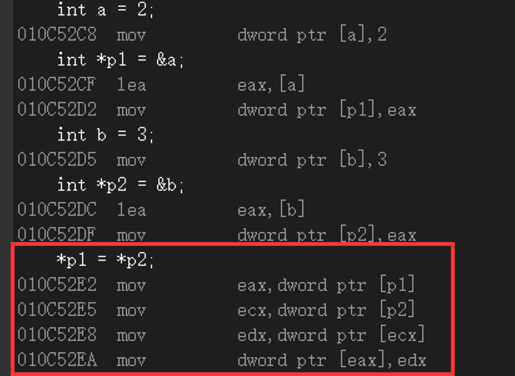 int a = 2;
010C52C8 mov dword ptr [a],2
int *p1 = &a;
010C52CF lea eax,[a]
010C52D2 mov dword ptr [p1],eax
int b = 3;
010C52D5 mov dword ptr [b],3
int *p2 = &b;
010C52DC lea eax,[b]
010C52DF mov dword ptr [p2],eax
*p1 = *p2;
010C52E2 mov eax,dword ptr [p1]
010C52E5 mov ecx,dword ptr [p2]
010C52E8 mov edx,dword ptr [ecx]
010C52EA mov dword ptr [eax],edx